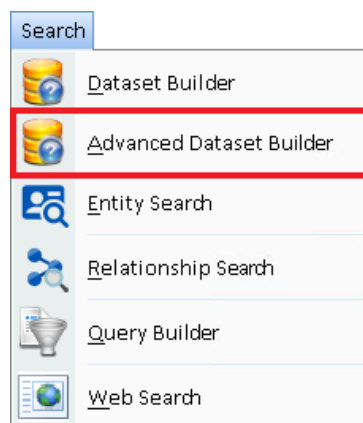 Search
Dataset Builder
Advanced Dataset Builder
Entity Search
Relationship Search
Query Builder
Web Search